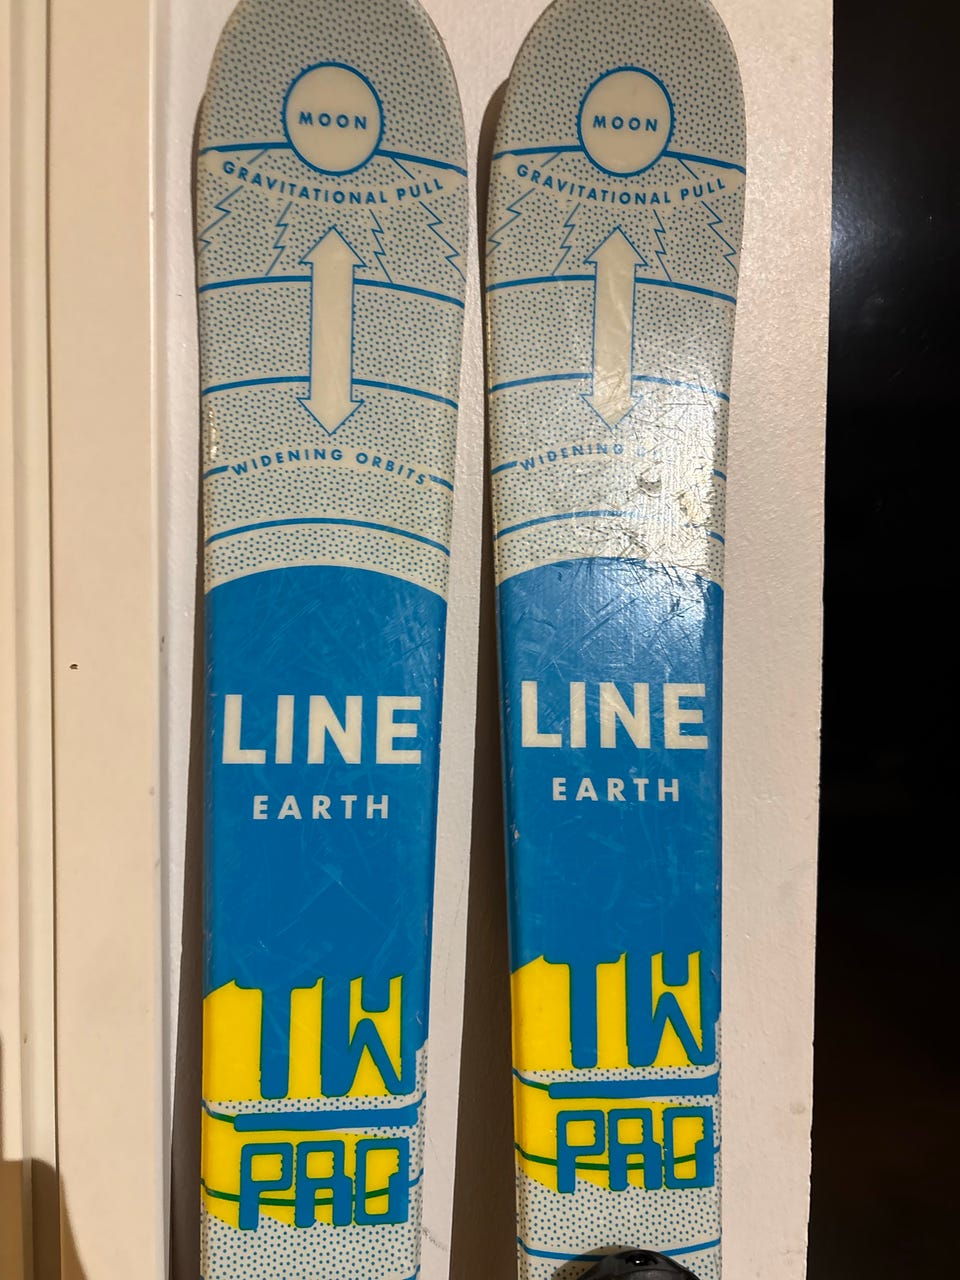 MOON
GRAVITATIONAL PULL
WIDENING ORBITS
LINE
EARTH
TW
PRO
MOON
GRAVITATIONAL PULL
WIDENING
LINE
EARTH
TW
PRO